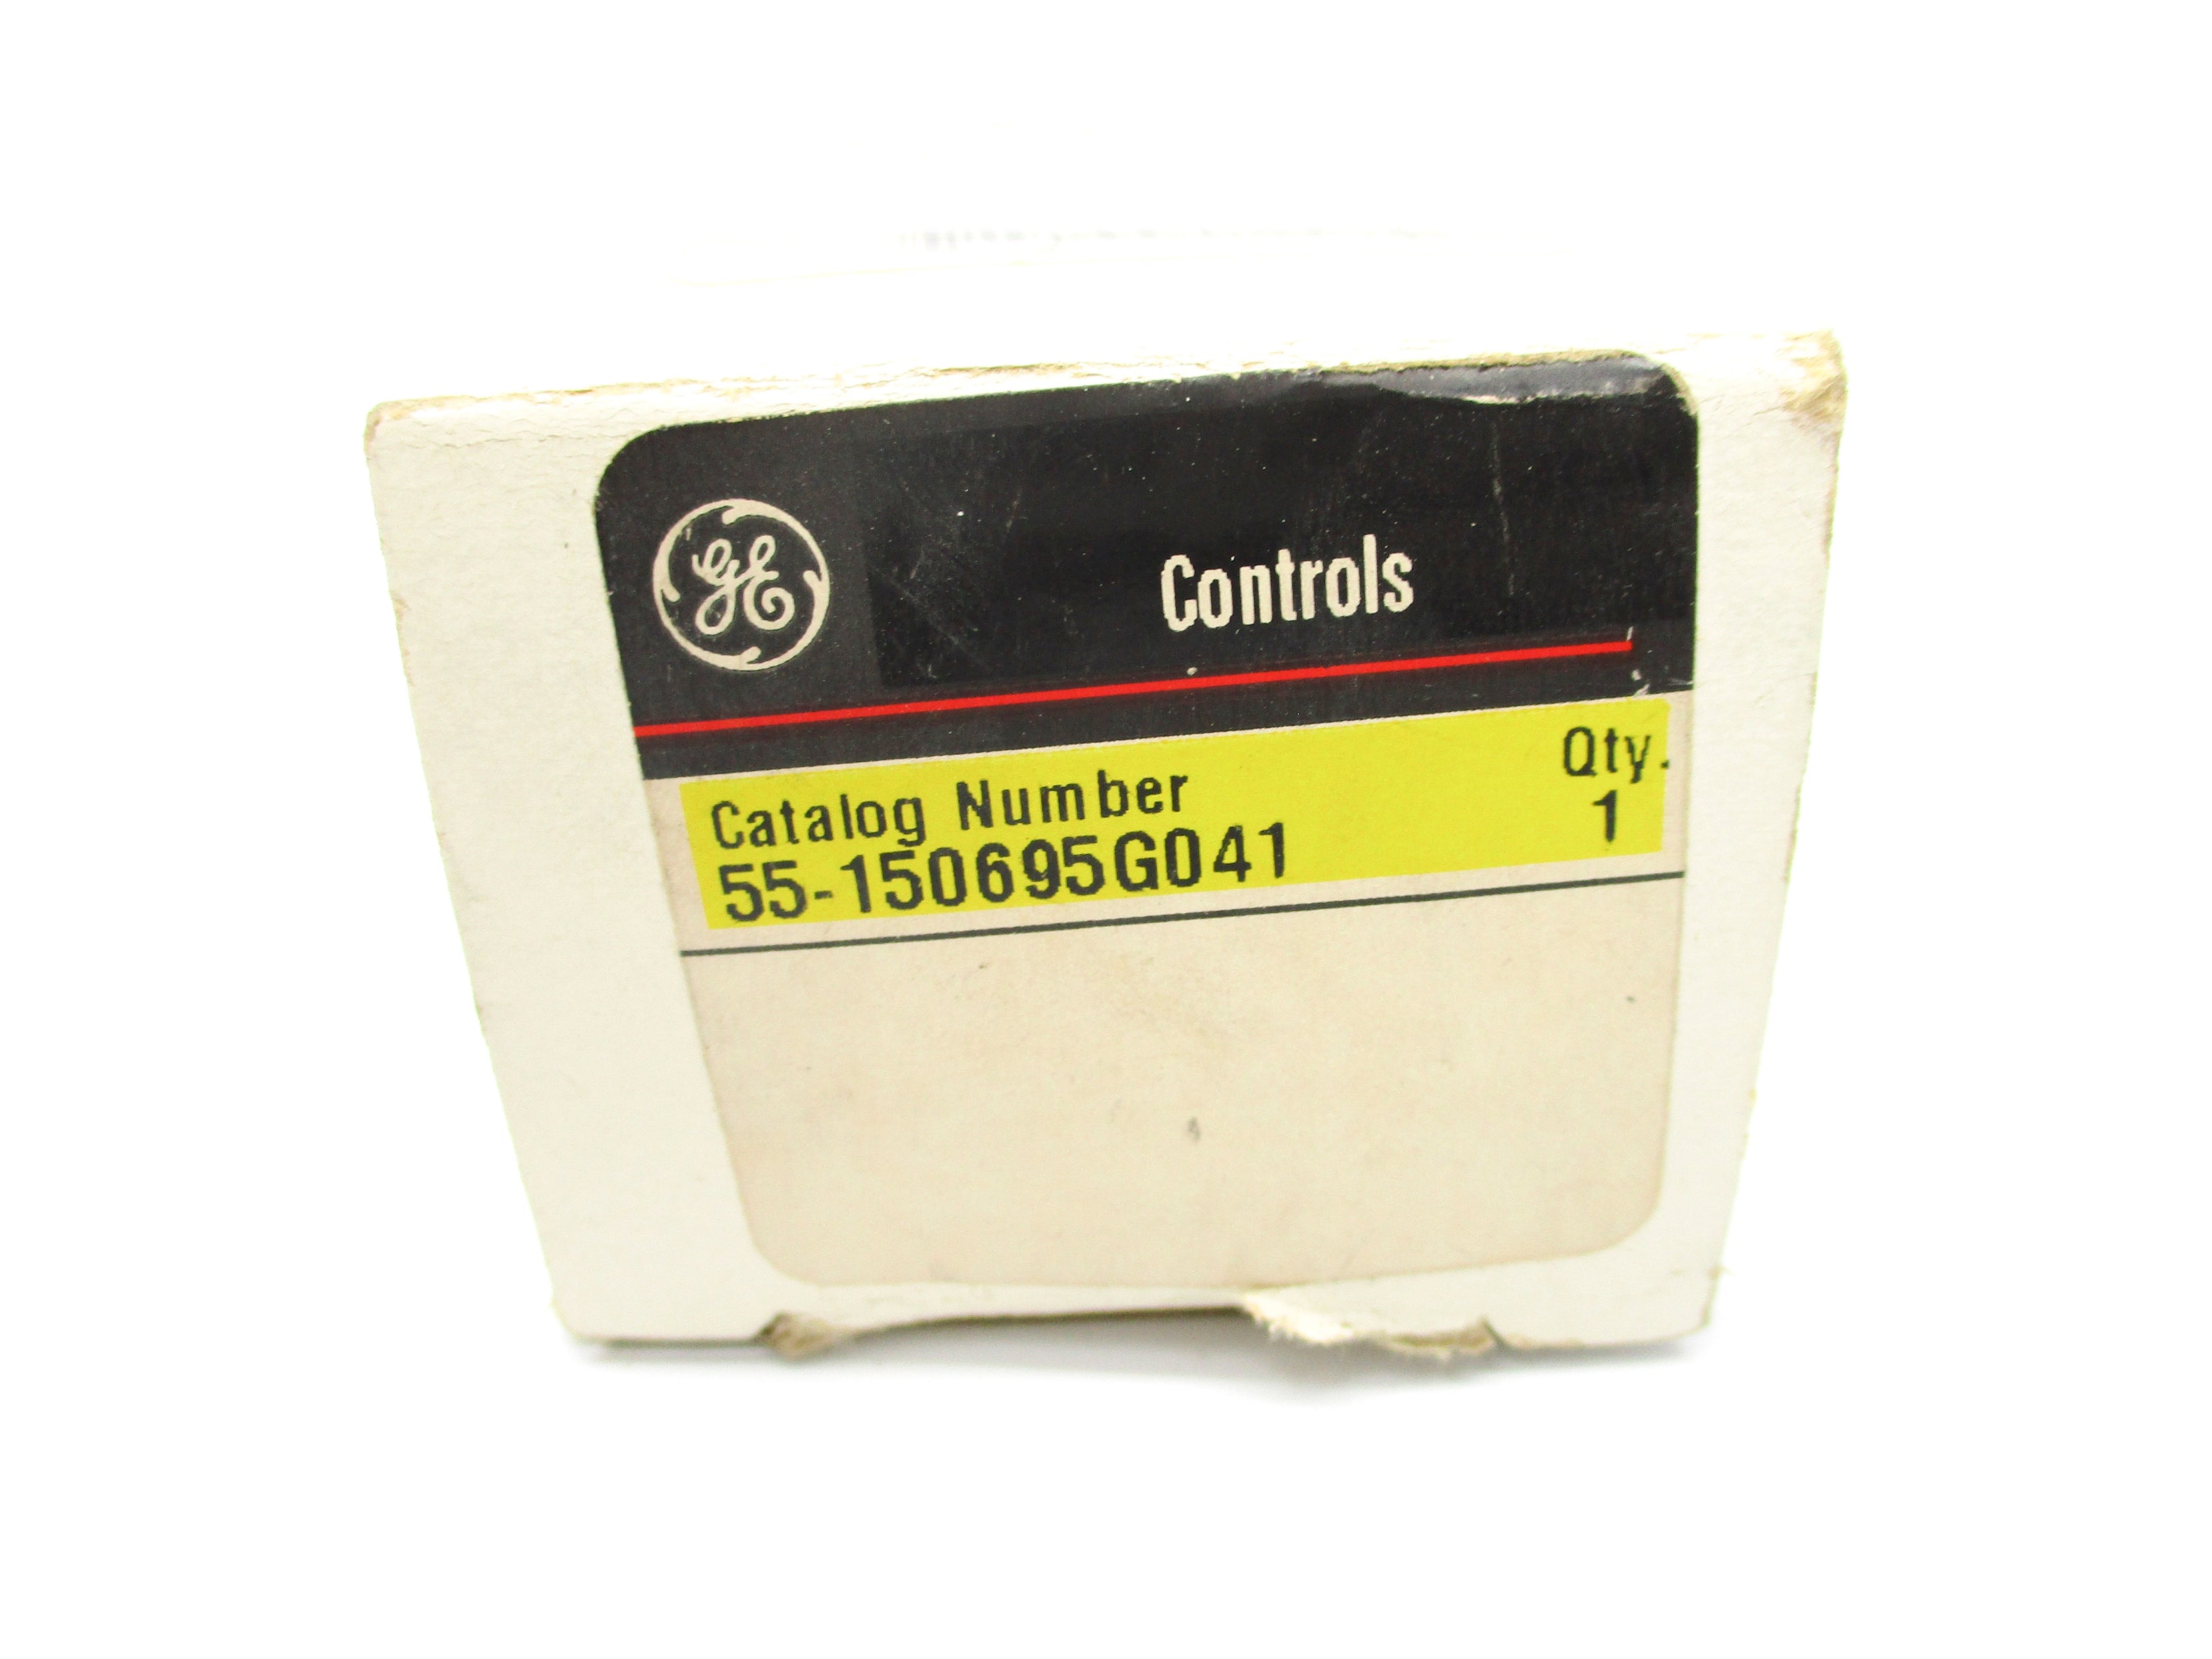 GE
Controls
Catalog Number Qty.
55-150695G041 1